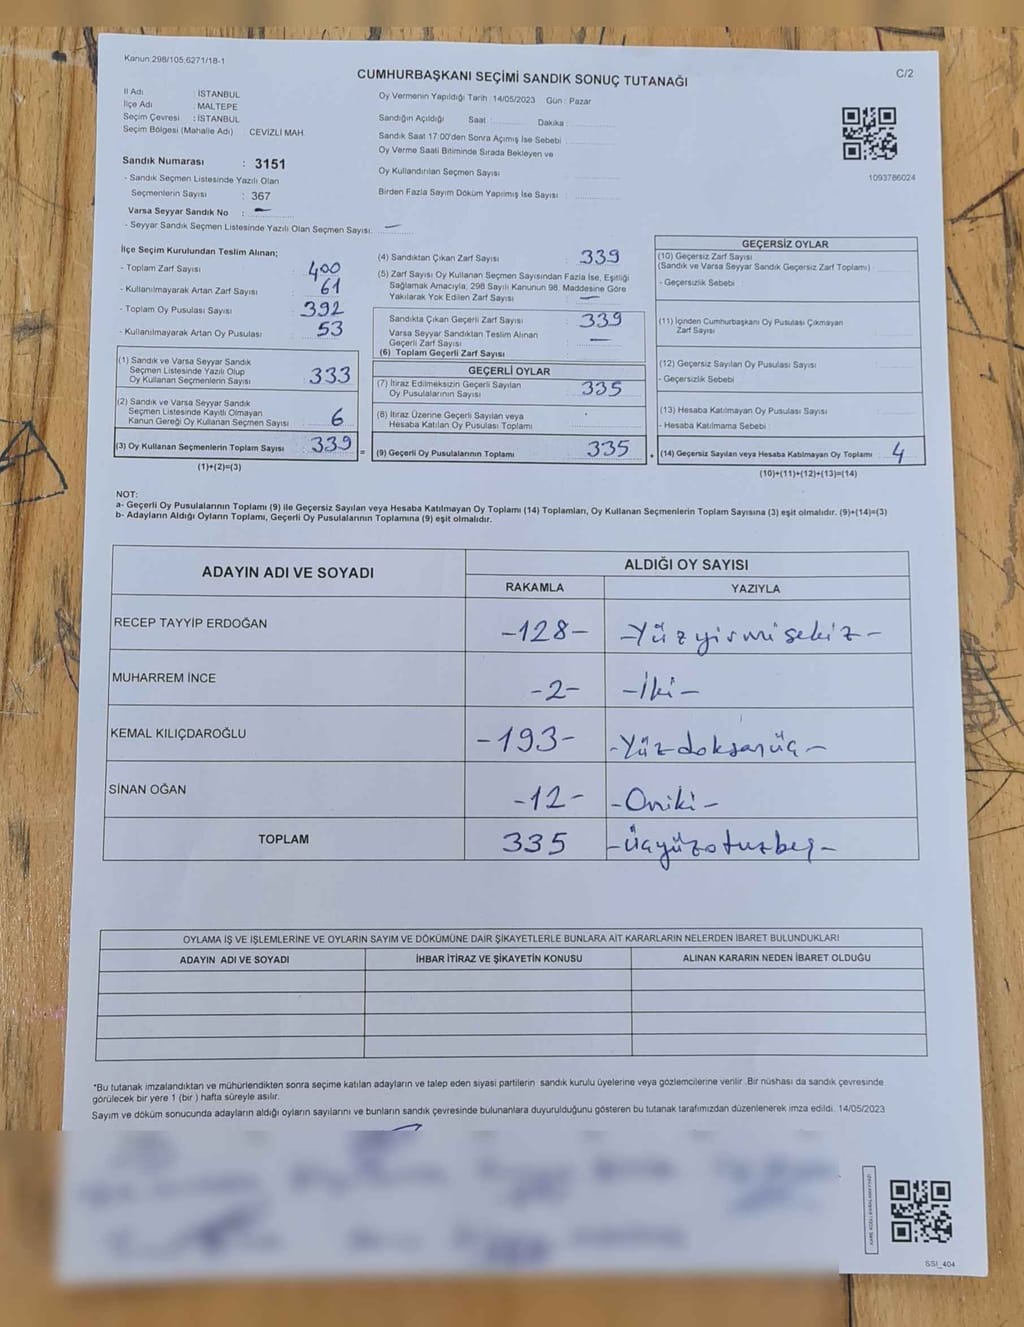 Kanun:298/105,6271/18-1
C/2
CUMHURBAŞKANI SEÇİMİ SANDIK SONUÇ TUTANAĞI
İl Adı : İSTANBUL
İlçe Adı : MALTEPE
Seçim Çevresi : İSTANBUL
Seçim Bölgesi (Mahalle Adı) : CEVİZLİ MAH.
Sandık Numarası : 3151
- Sandık Seçmen Listesinde Yazılı Olan
Seçmenlerin Sayısı : 367
Varsa Seyyar Sandık No : —
- Seyyar Sandık Seçmen Listesinde Yazılı Olan Seçmen Sayısı: —
Oy Vermenin Yapıldığı Tarih :14/05/2023 Gün : Pazar
Sandığın Açıldığı Saat : Dakika :
Sandık Saat 17:00'den Sonra Açımış İse Sebebi :
Oy Verme Saati Bitiminde Sırada Bekleyen ve
Oy Kullandırılan Seçmen Sayısı :
Birden Fazla Sayım Döküm Yapılmış İse Sayısı :
1093786024
İlçe Seçim Kurulundan Teslim Alınan;
- Toplam Zarf Sayısı : 400
- Kullanılmayarak Artan Zarf Sayısı : 61
- Toplam Oy Pusulası Sayısı : 392
- Kullanılmayarak Artan Oy Pusulası : 53
(1) Sandık ve Varsa Seyyar Sandık
Seçmen Listesinde Yazılı Olup
Oy Kullanan Seçmenlerin Sayısı : 333
(2) Sandık ve Varsa Seyyar Sandık
Seçmen Listesinde Kayıtlı Olmayan
Kanun Gereği Oy Kullanan Seçmen Sayısı : 6
(3) Oy Kullanan Seçmenlerin Toplam Sayısı : 339 =
(1)+(2)=(3)
(4) Sandıktan Çıkan Zarf Sayısı : 339
(5) Zarf Sayısı Oy Kullanan Seçmen Sayısından Fazla İse, Eşitliği
Sağlamak Amacıyla, 298 Sayılı Kanunun 98. Maddesine Göre
Yakılarak Yok Edilen Zarf Sayısı : —
Sandıkta Çıkan Geçerli Zarf Sayısı : 339
Varsa Seyyar Sandıktan Teslim Alınan
Geçerli Zarf Sayısı : —
(6) Toplam Geçerli Zarf Sayısı
GEÇERLİ OYLAR
(7) İtiraz Edilmeksizin Geçerli Sayılan
Oy Pusulalarının Sayısı : 335
(8) İtiraz Üzerine Geçerli Sayılan veya
Hesaba Katılan Oy Pusulası Toplamı
(9) Geçerli Oy Pusulalarının Toplamı : 335
GEÇERSİZ OYLAR
(10) Geçersiz Zarf Sayısı
(Sandık ve Varsa Seyyar Sandık Geçersiz Zarf Toplamı) :
- Geçersizlik Sebebi :
(11) İçinden Cumhurbaşkanı Oy Pusulası Çıkmayan
Zarf Sayısı
(12) Geçersiz Sayılan Oy Pusulası Sayısı :
- Geçersizlik Sebebi
(13) Hesaba Katılmayan Oy Pusulası Sayısı
- Hesaba Katılmama Sebebi :
(14) Geçersiz Sayılan veya Hesaba Katılmayan Oy Toplamı : 4
(10)+(11)+(12)+(13)=(14)
NOT:
a- Geçerli Oy Pusulalarının Toplamı (9) ile Geçersiz Sayılan veya Hesaba Katılmayan Oy Toplamı (14) Toplamları, Oy Kullanan Seçmenlerin Toplam Sayısına (3) eşit olmalıdır. (9)+(14)=(3)
b- Adayların Aldığı Oyların Toplamı, Geçerli Oy Pusulalarının Toplamına (9) eşit olmalıdır.
ADAYIN ADI VE SOYADI
ALDIĞI OY SAYISI
RAKAMLA YAZIYLA
RECEP TAYYİP ERDOĞAN -128- -Yüzyirmisekiz-
MUHARREM İNCE -2- -İki-
KEMAL KILIÇDAROĞLU -193- -Yüzdoksanüç-
SİNAN OĞAN -12- -Oniki-
TOPLAM 335 -üçyüzotuzbeş-
OYLAMA İŞ VE İŞLEMLERİNE VE OYLARIN SAYIM VE DÖKÜMÜNE DAİR ŞİKAYETLERLE BUNLARA AİT KARARLARIN NELERDEN İBARET BULUNDUKLARI
ADAYIN ADI VE SOYADI İHBAR İTİRAZ VE ŞİKAYETİN KONUSU ALINAN KARARIN NEDEN İBARET OLDUĞU
*Bu tutanak imzalandıktan ve mühürlendikten sonra seçime katılan adayların ve talep eden siyasi partilerin sandık kurulu üyelerine veya gözlemcilerine verilir. Bir nüshası da sandık çevresinde
görülecek bir yere 1 (bir ) hafta süreyle asılır.
Sayım ve döküm sonucunda adayların aldığı oyların sayılarını ve bunların sandık çevresinde bulunanlara duyurulduğunu gösteren bu tutanak tarafımızdan düzenlenerek imza edildi. 14/05/2023
SSI_404